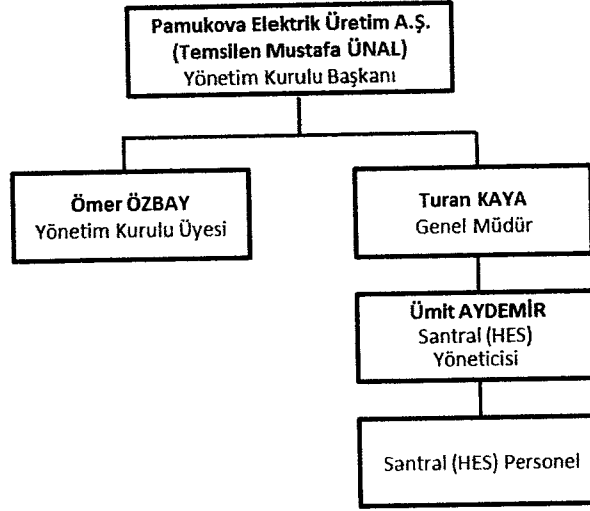 Pamukova Elektrik Üretim A.Ş.
(Temsilen Mustafa ÜNAL)
Yönetim Kurulu Başkanı
Ömer ÖZBAY
Yönetim Kurulu Üyesi
Turan KAYA
Genel Müdür
Ümit AYDEMİR
Santral (HES)
Yöneticisi
Santral (HES) Personel